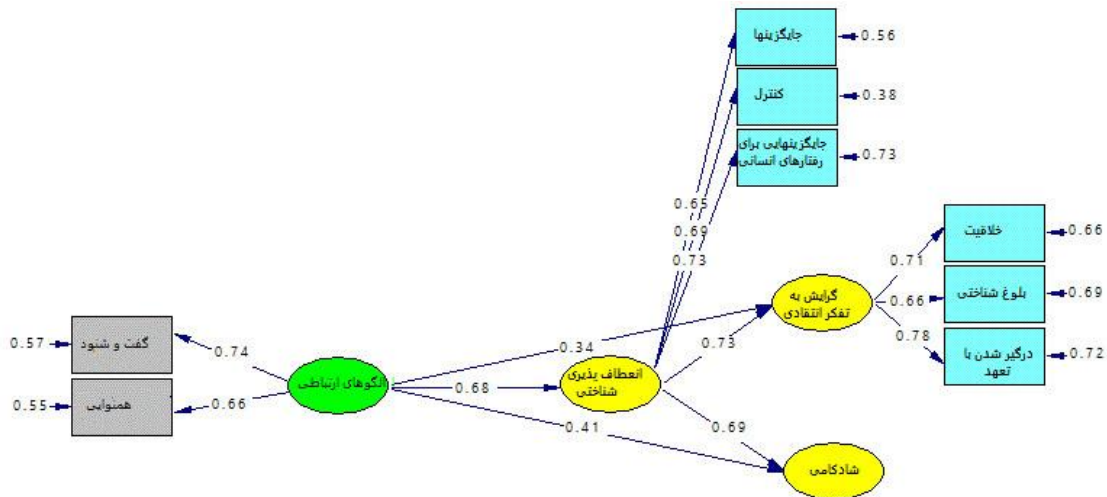 جایگزینها
0.56
کنترل
0.38
جایگزینهایی برای
رفتارهای انسانی
0.73
0.65
0.69
0.73
خلاقیت
0.66
0.71
گرایش به
تفکر انتقادی
بلوغ شناختی
0.69
0.66
0.78
درگیر شدن با
تعهد
0.72
0.57
گفت و شنود
0.74
0.34
0.73
انعطاف پذیری
شناختی
الگوهای ارتباطی
0.68
0.55
همنوایی
0.66
0.41
0.69
شادکامی